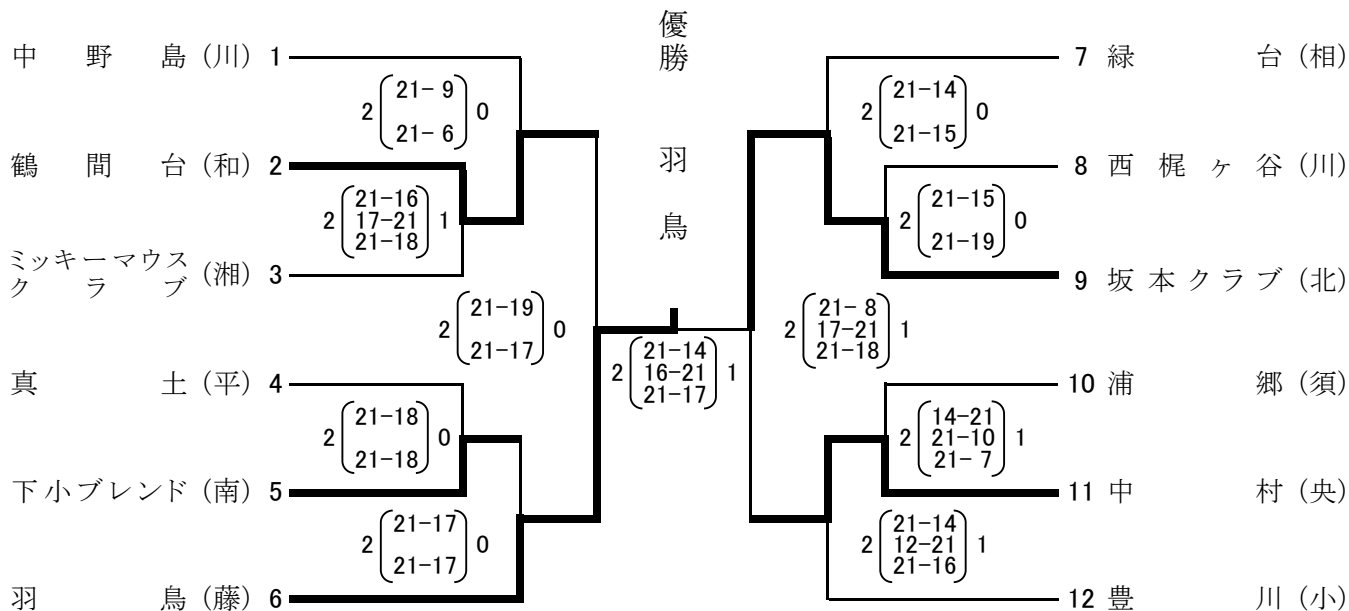 優勝 羽鳥
中野島 (川) 1
2 (21- 9 21- 6) 0
鶴間台 (和) 2
2 (21-16 17-21 21-18) 1
ミッキーマウス
クラブ (湘) 3
2 (21-19 21-17) 0
真土 (平) 4
2 (21-18 21-18) 0
下小ブレンド (南) 5
2 (21-17 21-17) 0
羽鳥 (藤) 6
2 (21-14 16-21 21-17) 1
7 緑台 (相)
2 (21-14 21-15) 0
8 西梶ヶ谷 (川)
2 (21-15 21-19) 0
9 坂本クラブ (北)
2 (21- 8 17-21 21-18) 1
10 浦郷 (須)
2 (14-21 21-10 21- 7) 1
11 中村 (央)
2 (21-14 12-21 21-16) 1
12 豊川 (小)